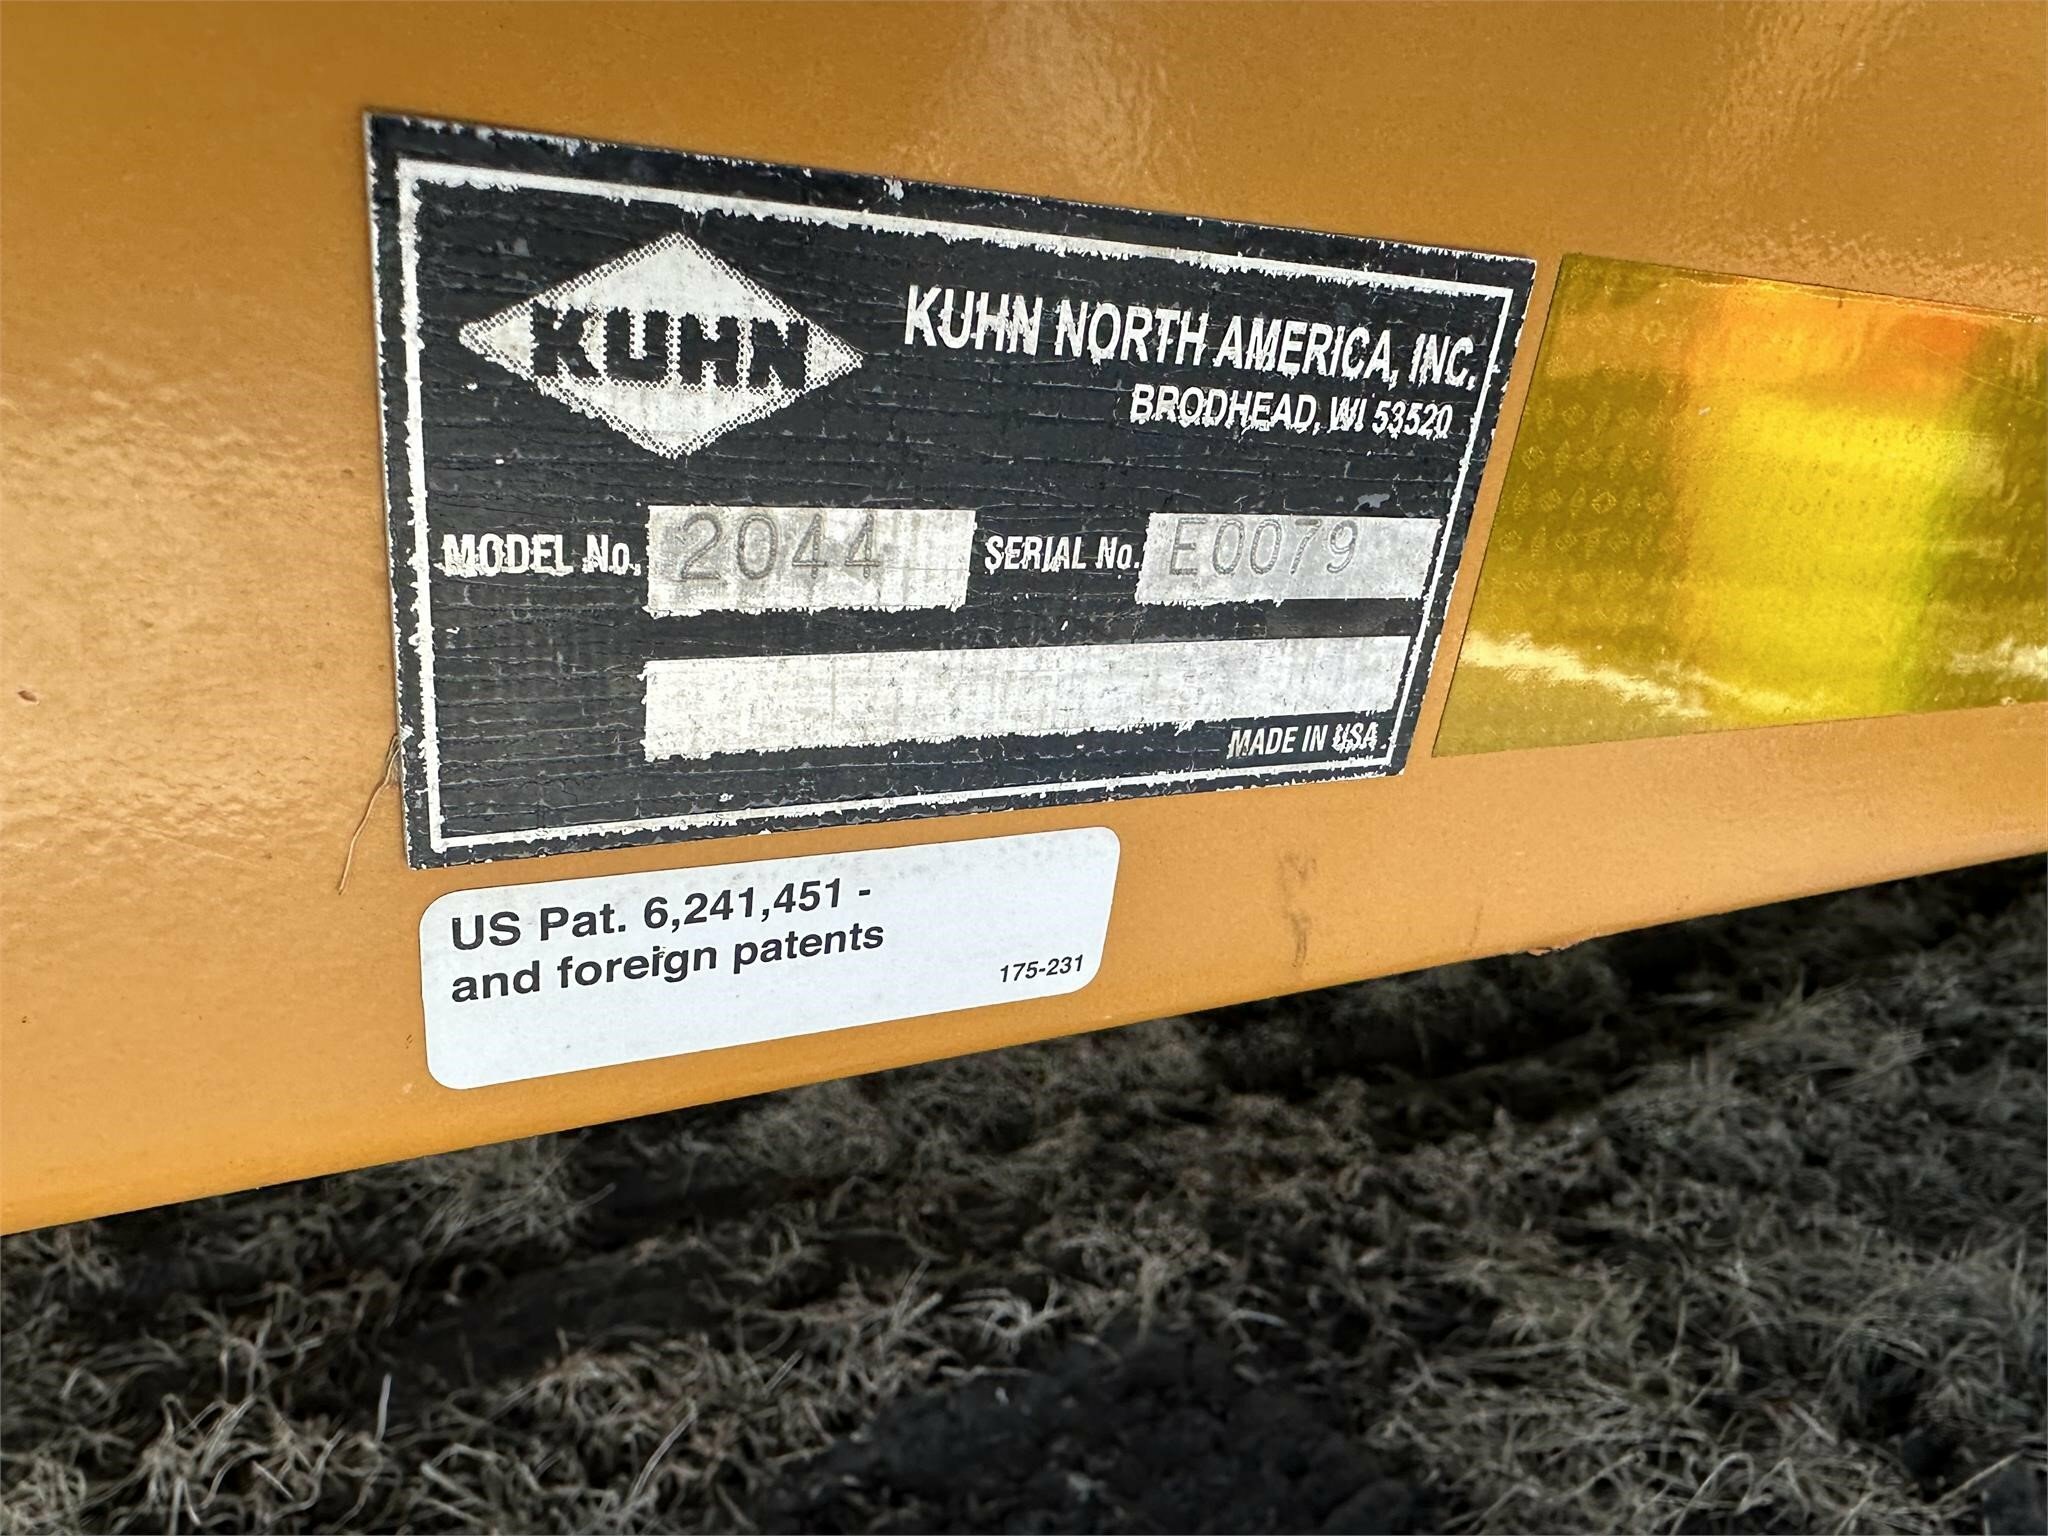 KUHN
KUHN NORTH AMERICA, INC.
BRODHEAD, WI 53520
MODEL No. 2044 SERIAL No. E0079
MADE IN USA
US Pat. 6,241,451 -
and foreign patents
175-231